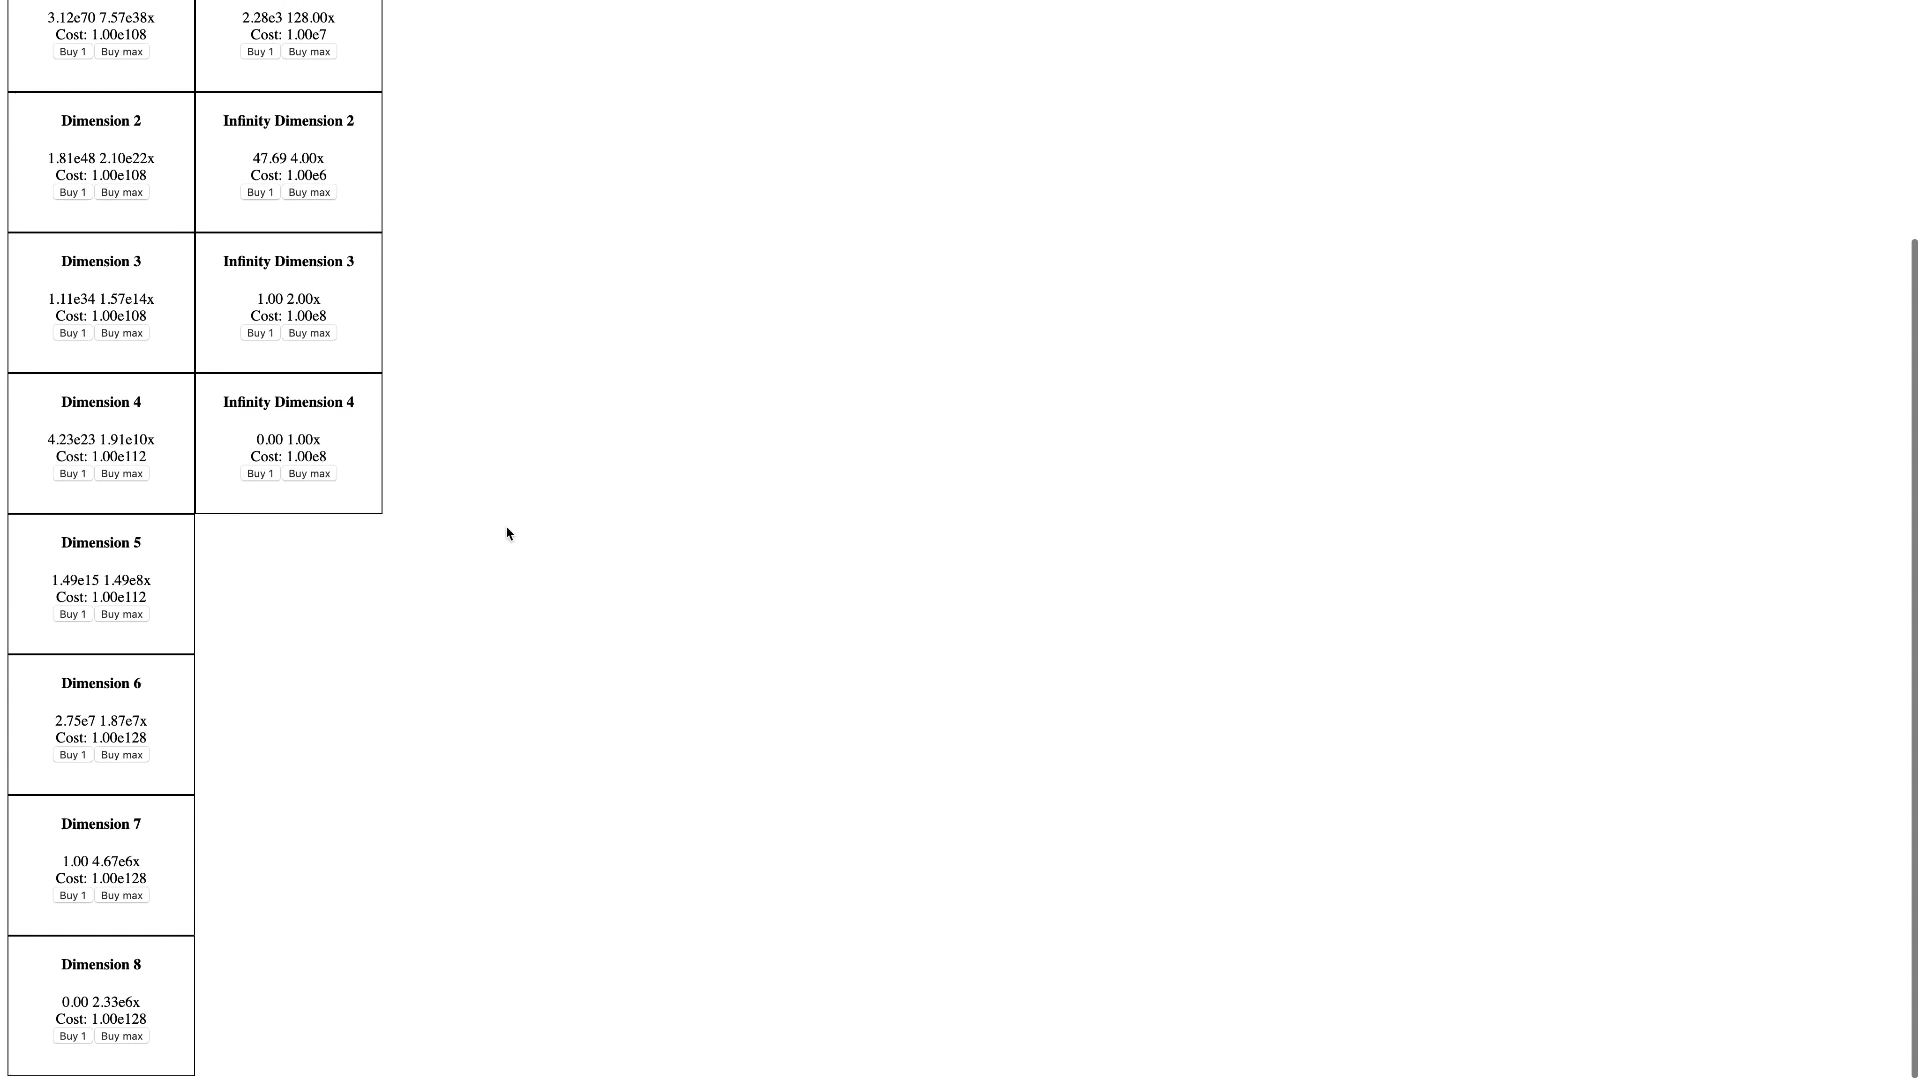 3.12e70 7.57e38x
Cost: 1.00e108
Buy 1 Buy max
2.28e3 128.00x
Cost: 1.00e7
Buy 1 Buy max
Dimension 2
1.81e48 2.10e22x
Cost: 1.00e108
Buy 1 Buy max
Infinity Dimension 2
47.69 4.00x
Cost: 1.00e6
Buy 1 Buy max
Dimension 3
1.11e34 1.57e14x
Cost: 1.00e108
Buy 1 Buy max
Infinity Dimension 3
1.00 2.00x
Cost: 1.00e8
Buy 1 Buy max
Dimension 4
4.23e23 1.91e10x
Cost: 1.00e112
Buy 1 Buy max
Infinity Dimension 4
0.00 1.00x
Cost: 1.00e8
Buy 1 Buy max
Dimension 5
1.49e15 1.49e8x
Cost: 1.00e112
Buy 1 Buy max
Dimension 6
2.75e7 1.87e7x
Cost: 1.00e128
Buy 1 Buy max
Dimension 7
1.00 4.67e6x
Cost: 1.00e128
Buy 1 Buy max
Dimension 8
0.00 2.33e6x
Cost: 1.00e128
Buy 1 Buy max